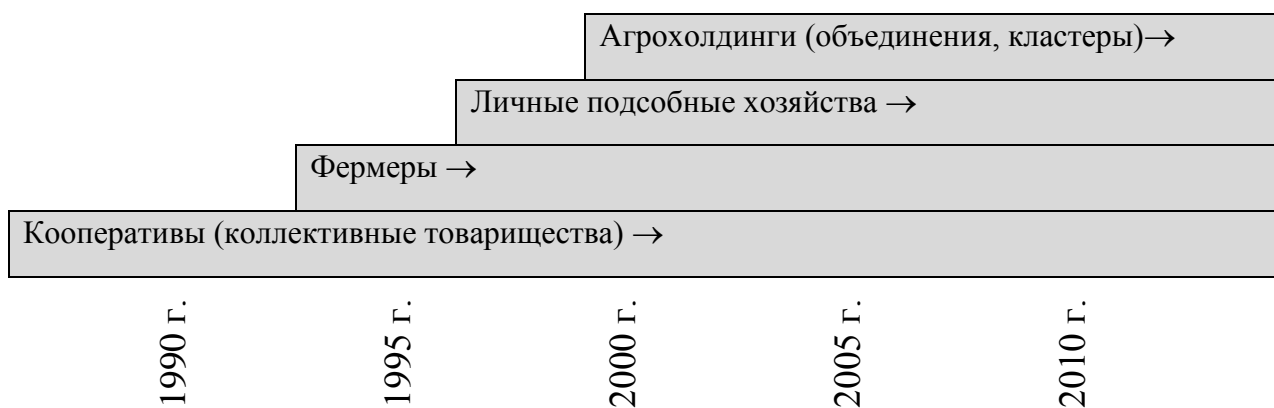 Агрохолдинги (объединения, кластеры)→
Личные подсобные хозяйства →
Фермеры →
Кооперативы (коллективные товарищества) →
1990 г.
1995 г.
2000 г.
2005 г.
2010 г.